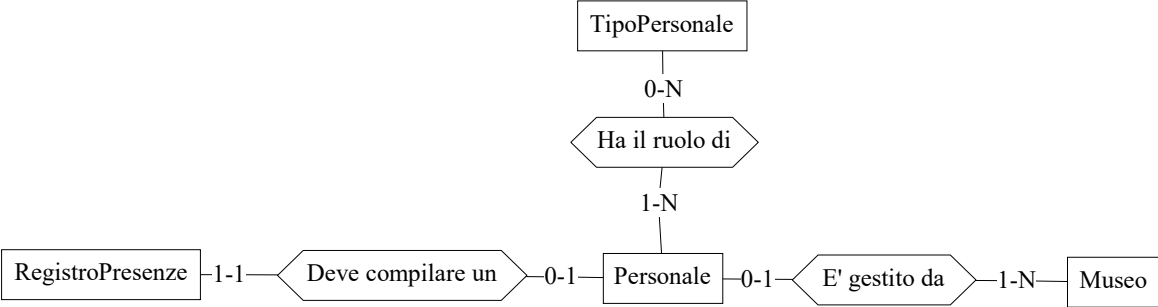 TipoPersonale
0-N
Ha il ruolo di
1-N
RegistroPresenze 1-1 Deve compilare un 0-1 Personale 0-1 E' gestito da 1-N Museo